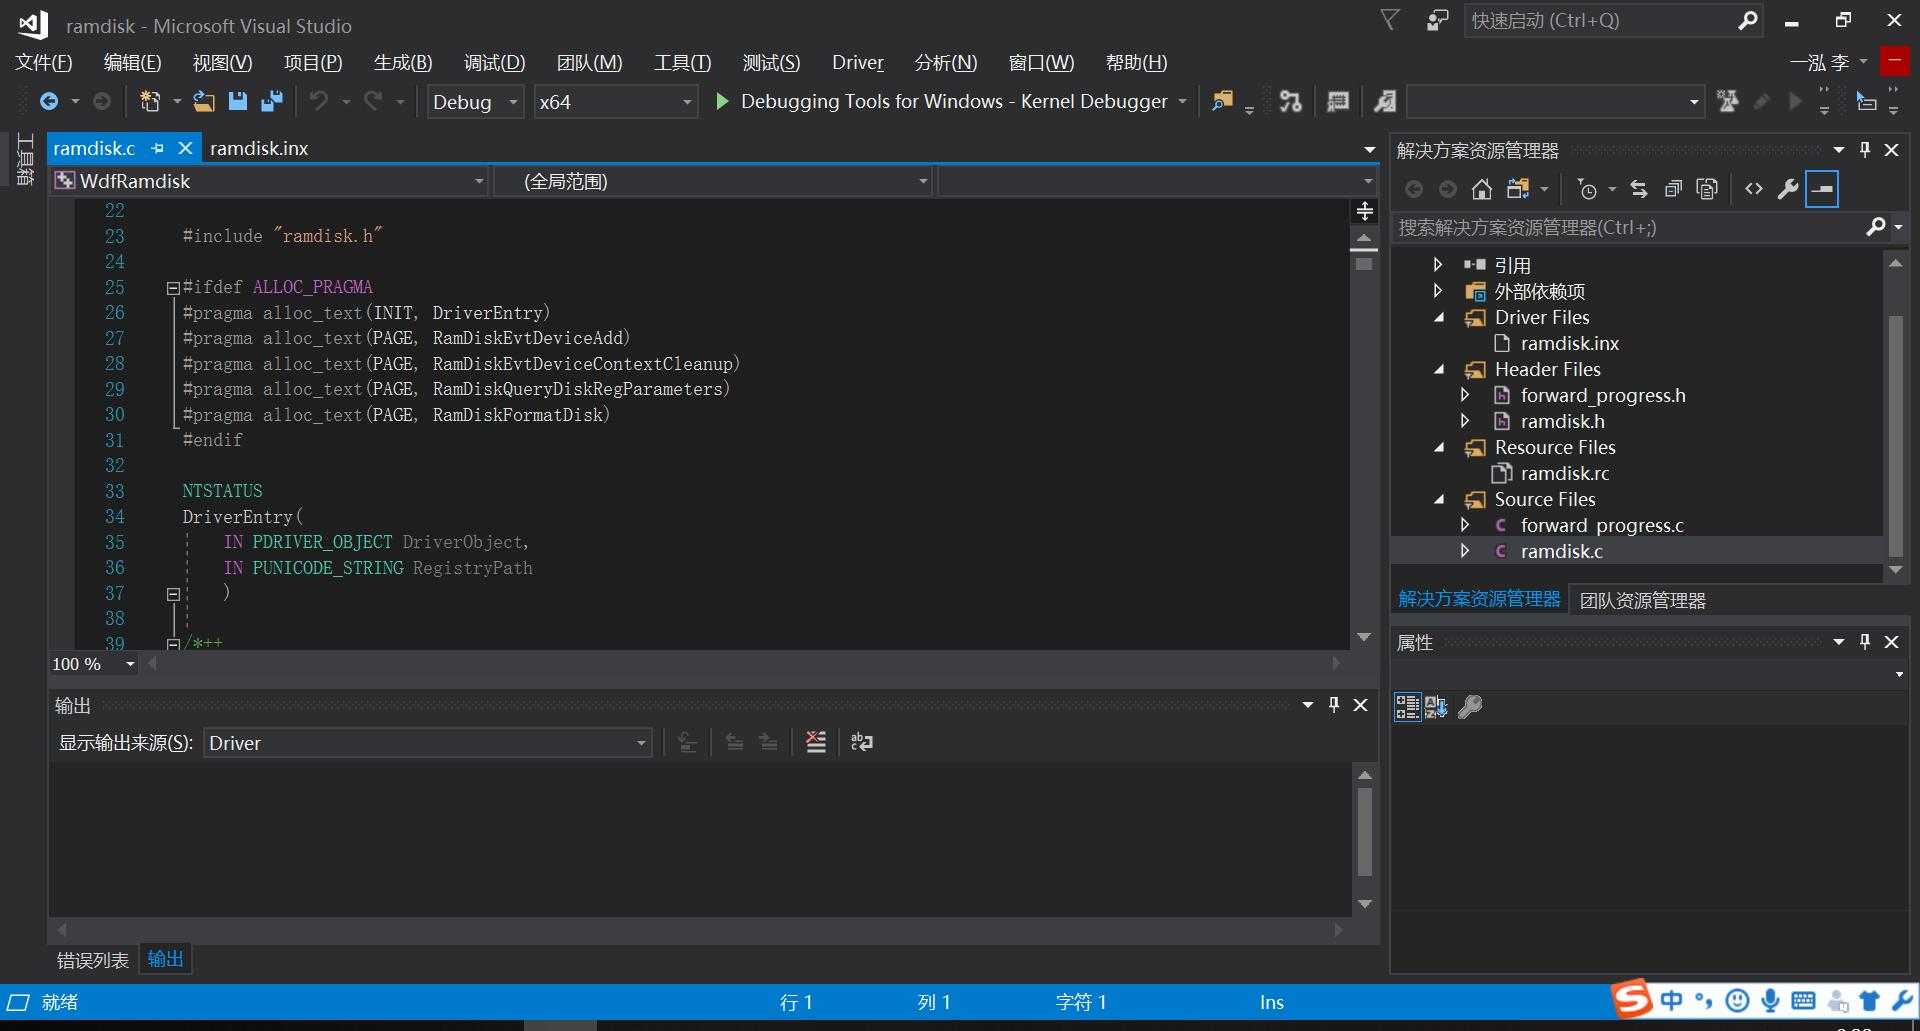 ramdisk - Microsoft Visual Studio
快速启动 (Ctrl+Q)
文件(F) 编辑(E) 视图(V) 项目(P) 生成(B) 调试(D) 团队(M) 工具(T) 测试(S) Driver 分析(N) 窗口(W) 帮助(H)
一泓 李
Debug x64 Debugging Tools for Windows - Kernel Debugger
工具箱
ramdisk.c ramdisk.inx
WdfRamdisk (全局范围)
22
23 #include "ramdisk.h"
24
25 #ifdef ALLOC_PRAGMA
26 #pragma alloc_text(INIT, DriverEntry)
27 #pragma alloc_text(PAGE, RamDiskEvtDeviceAdd)
28 #pragma alloc_text(PAGE, RamDiskEvtDeviceContextCleanup)
29 #pragma alloc_text(PAGE, RamDiskQueryDiskRegParameters)
30 #pragma alloc_text(PAGE, RamDiskFormatDisk)
31 #endif
32
33 NTSTATUS
34 DriverEntry(
35 IN PDRIVER_OBJECT DriverObject,
36 IN PUNICODE_STRING RegistryPath
37 )
38
39 /*++
100 %
输出
显示输出来源(S): Driver
错误列表 输出
解决方案资源管理器
搜索解决方案资源管理器(Ctrl+;)
引用
外部依赖项
Driver Files
ramdisk.inx
Header Files
forward_progress.h
ramdisk.h
Resource Files
ramdisk.rc
Source Files
forward_progress.c
ramdisk.c
解决方案资源管理器 团队资源管理器
属性
就绪 行 1 列 1 字符 1 Ins
中